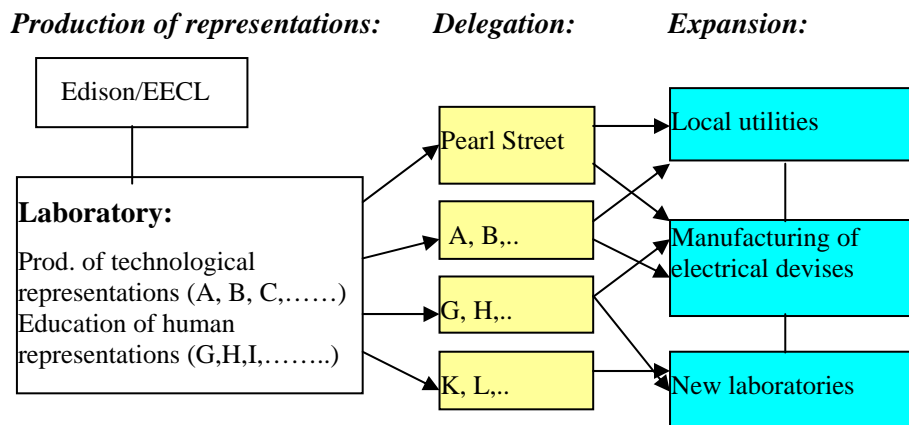 Production of representations:
Delegation:
Expansion:
Edison/EECL
Laboratory:
Prod. of technological
representations (A, B, C,……)
Education of human
representations (G,H,I,……..)
Pearl Street
A, B,..
G, H,..
K, L,..
Local utilities
Manufacturing of
electrical devises
New laboratories